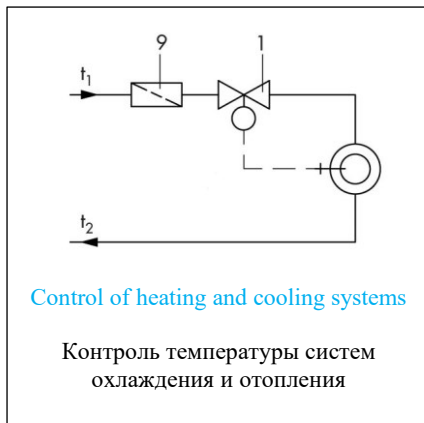 9 1
t₁
t₂
Control of heating and cooling systems
Контроль температуры систем
охлаждения и отопления